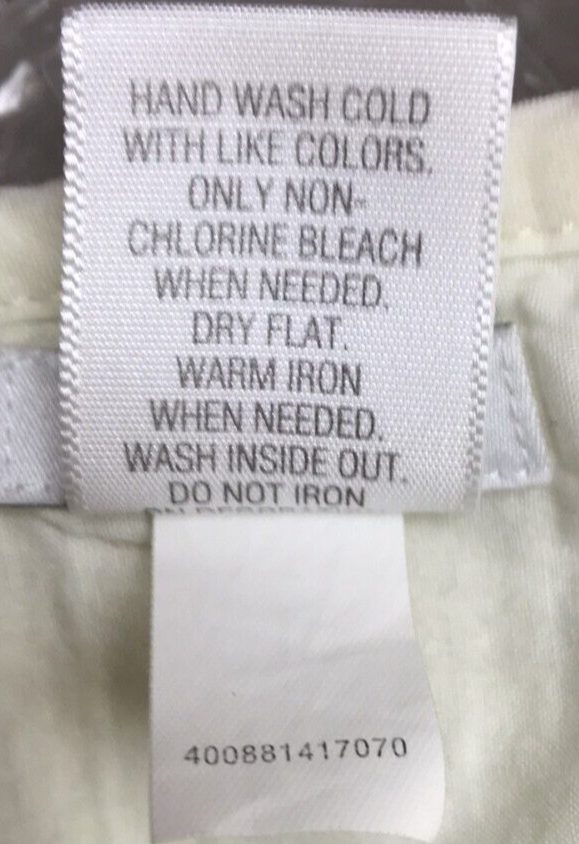 HAND WASH COLD
WITH LIKE COLORS.
ONLY NON-
CHLORINE BLEACH
WHEN NEEDED.
DRY FLAT.
WARM IRON
WHEN NEEDED.
WASH INSIDE OUT.
DO NOT IRON
400881417070